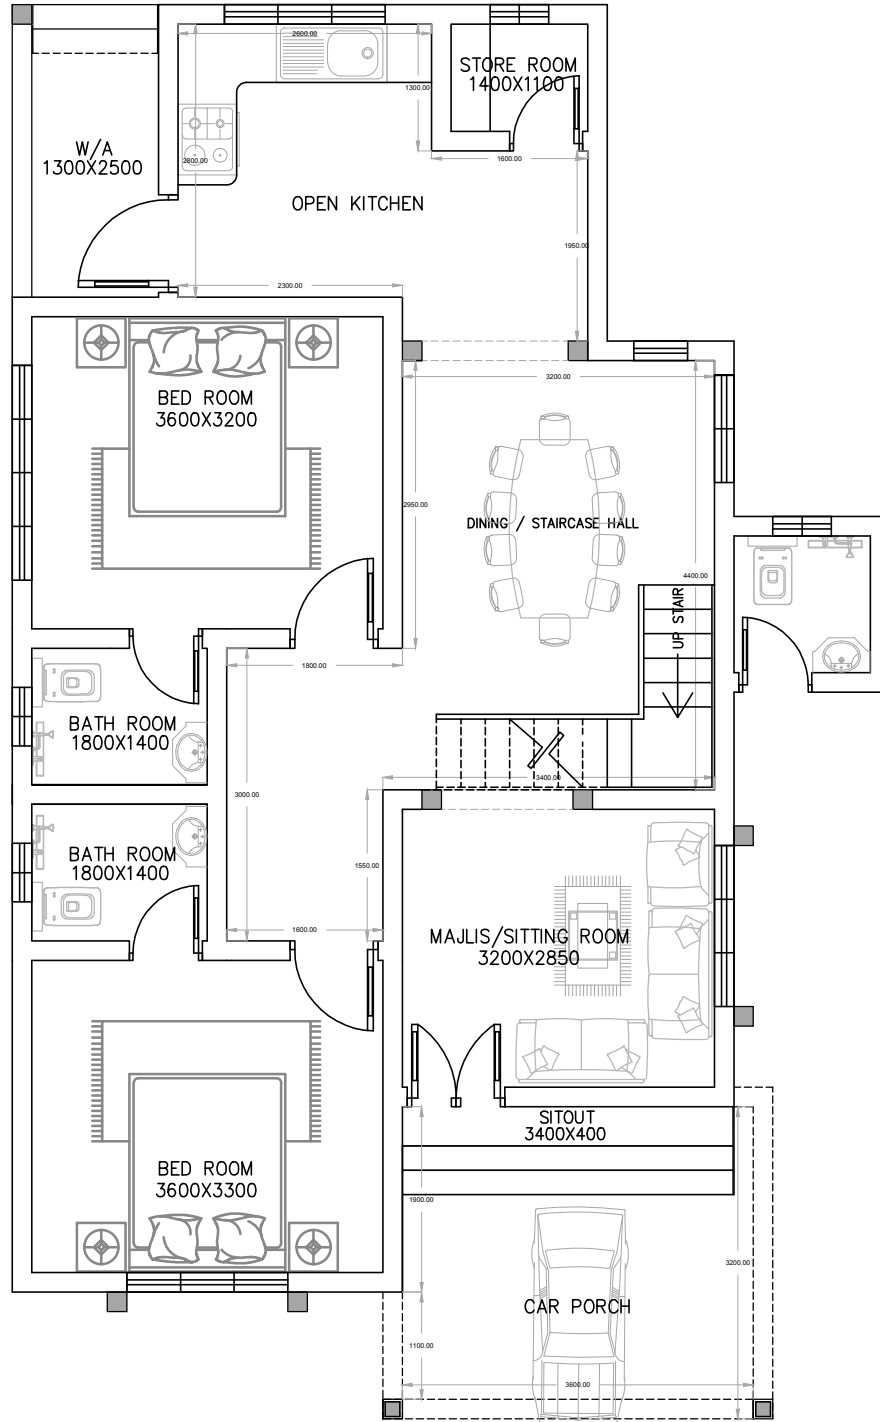 2600.00
STORE ROOM
1400X1100
1300.00
W/A
1300X2500
2800.00
1600.00
OPEN KITCHEN
1950.00
2300.00
3200.00
BED ROOM
3600X3200
2950.00
DINING / STAIRCASE HALL
4400.00
UP STAIR
1800.00
BATH ROOM
1800X1400
3400.00
3000.00
BATH ROOM
1800X1400
1550.00
1600.00
MAJLIS/SITTING ROOM
3200X2850
SITOUT
3400X400
BED ROOM
3600X3300
1900.00
3200.00
CAR PORCH
1100.00
3600.00